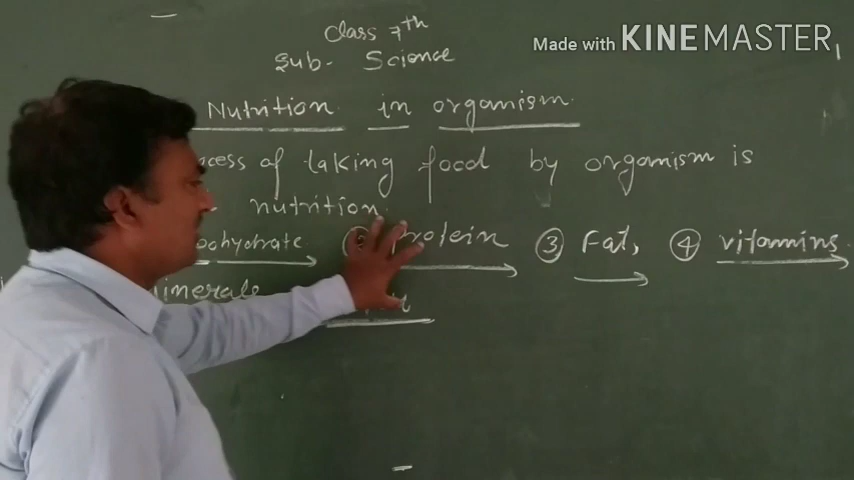 Made with KINEMASTER
Class 7th
Sub- Science
Nutrition in organism.
of taking food by organism is
nutrition.
protein ③ Fat, ④ vitamins